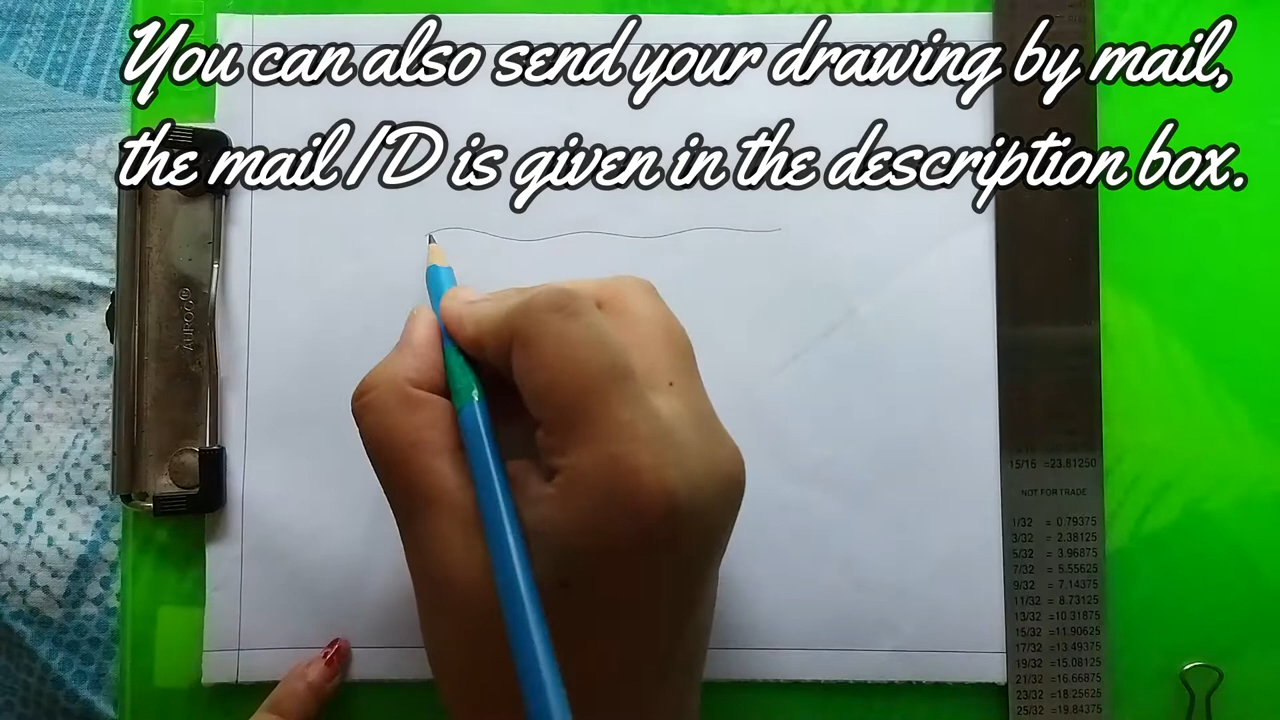 You can also send your drawing by mail,
the mail ID is given in the description box.
AUROC®
15/16 =23.81250
NOT FOR TRADE
1/32 = 0.79375
3/32 = 2.38125
5/32 = 3.96875
7/32 = 5.55625
9/32 = 7.14375
11/32 = 8.73125
13/32 =10.31875
15/32 =11.90625
17/32 =13.49375
19/32 =15.08125
21/32 =16.66875
23/32 =18.25625
25/32 =19.84375